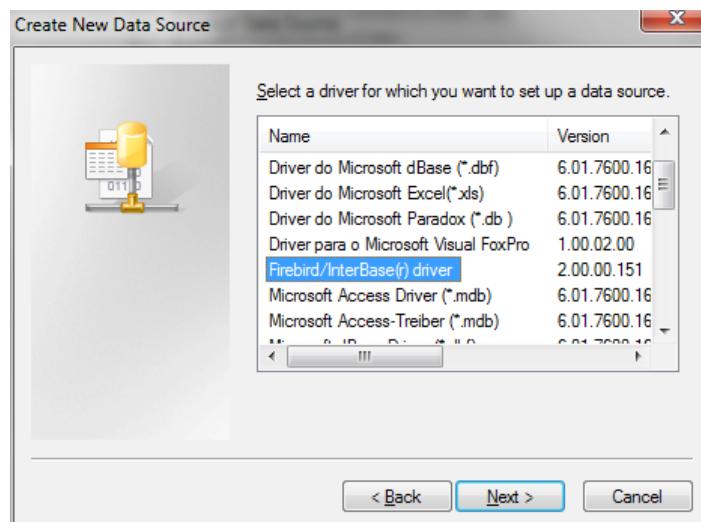 Create New Data Source
Select a driver for which you want to set up a data source.
Name Version
Driver do Microsoft dBase (*.dbf) 6.01.7600.16
Driver do Microsoft Excel(*.xls) 6.01.7600.16
Driver do Microsoft Paradox (*.db ) 6.01.7600.16
Driver para o Microsoft Visual FoxPro 1.00.02.00
Firebird/InterBase(r) driver 2.00.00.151
Microsoft Access Driver (*.mdb) 6.01.7600.16
Microsoft Access-Treiber (*.mdb) 6.01.7600.16
< Back Next > Cancel